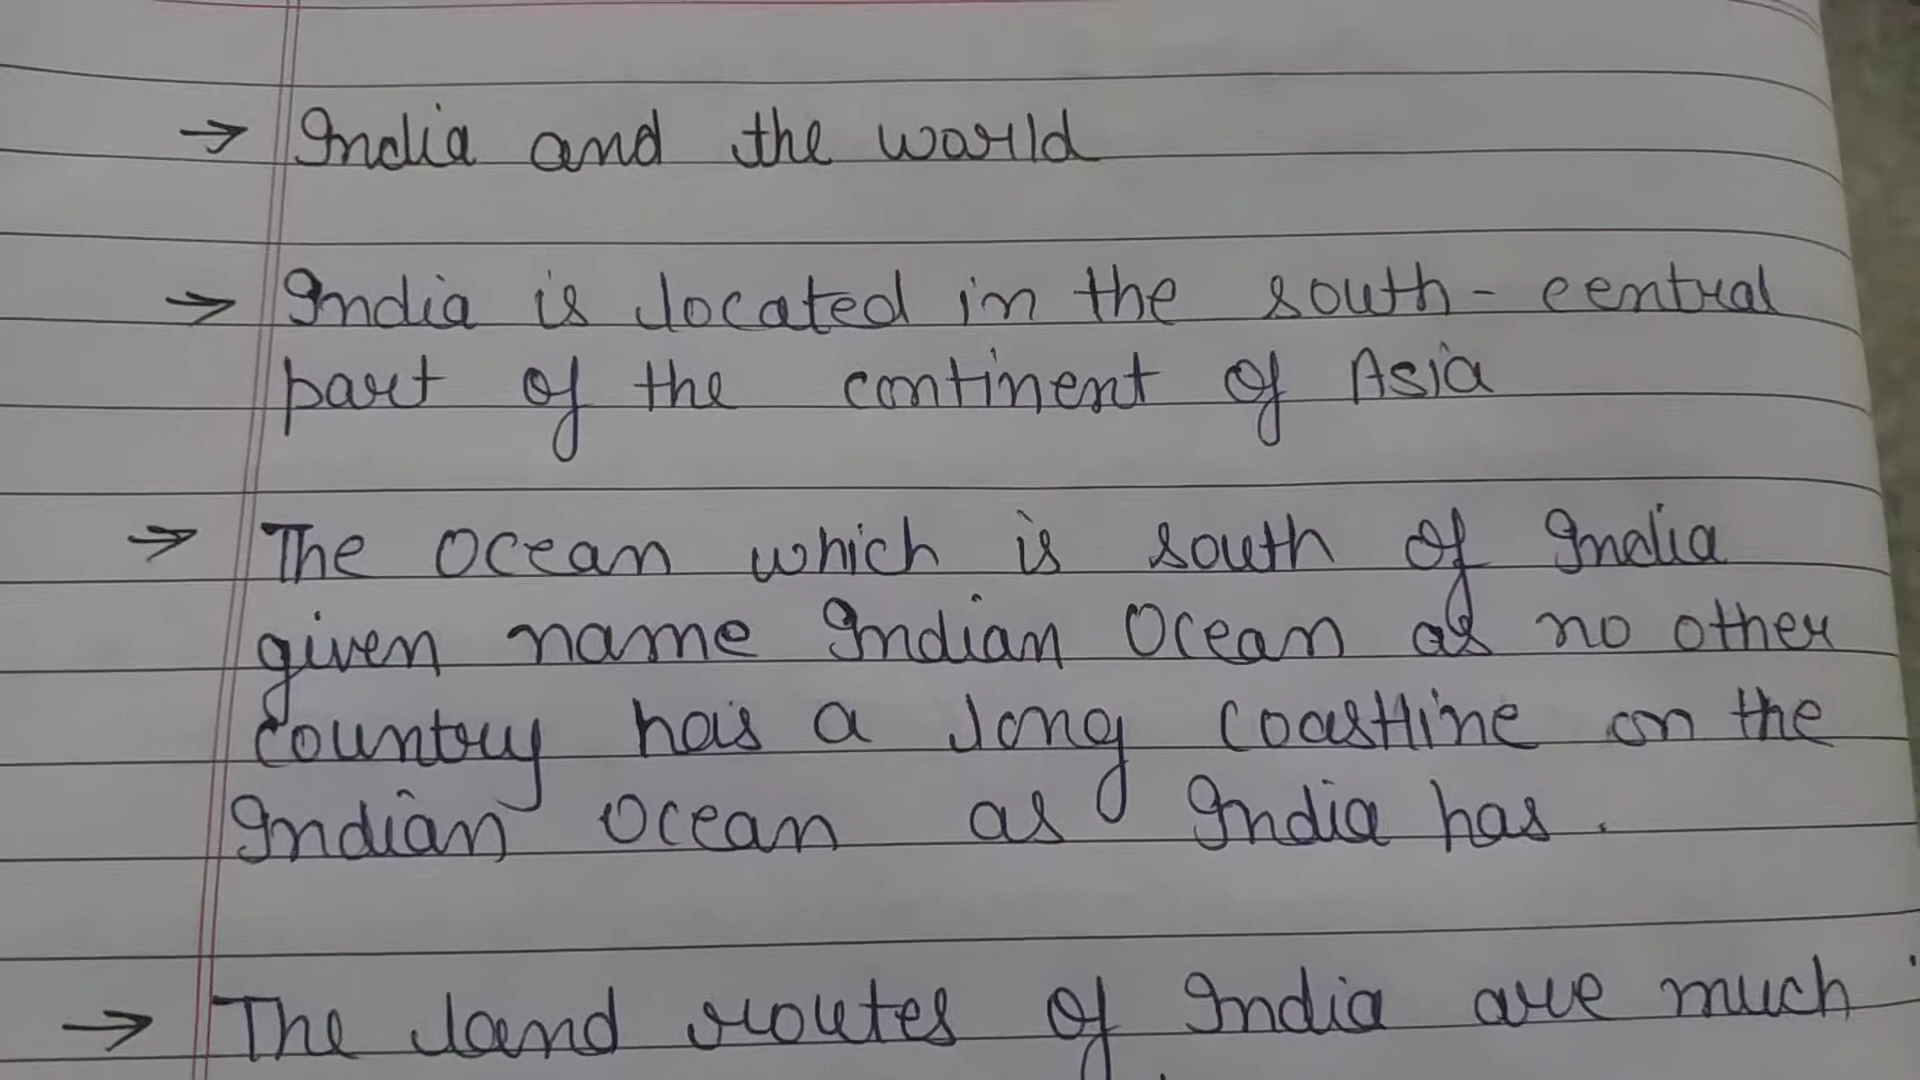 → India and the world
→ India is located in the south - central
part of the continent of Asia
→ The Ocean which is south of India
given name Indian Ocean as no other
country has a long coastline on the
Indian Ocean as India has.
→ The land routes of India are much